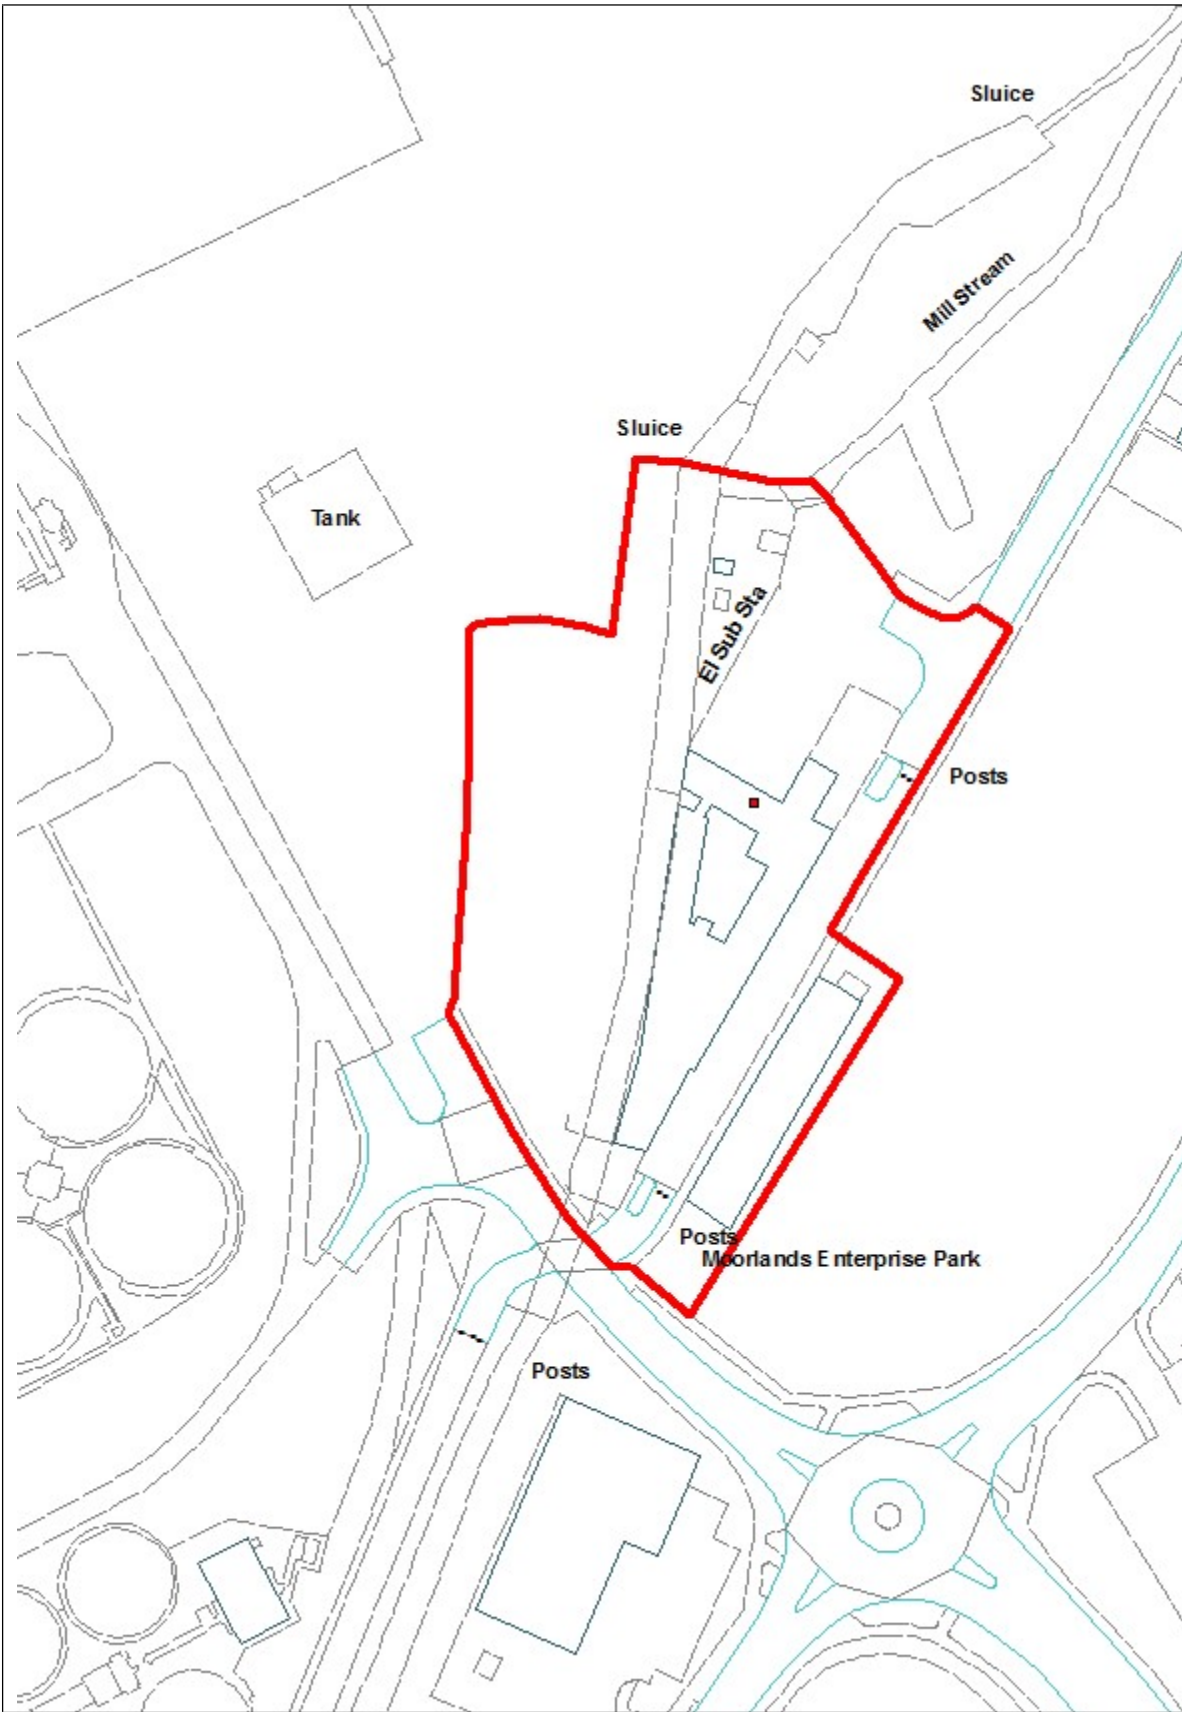 Sluice
Mill Stream
Sluice
Tank
El Sub Sta
Posts
Posts
Moorlands Enterprise Park
Posts